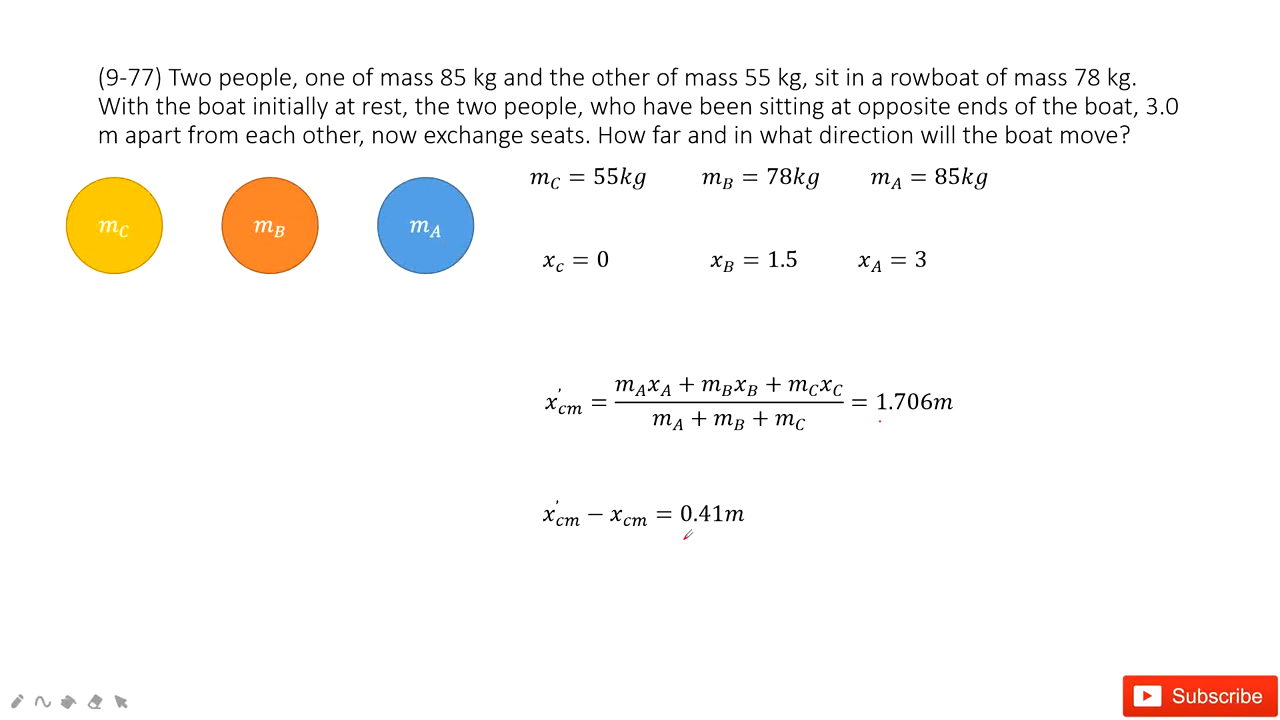 (9-77) Two people, one of mass 85 kg and the other of mass 55 kg, sit in a rowboat of mass 78 kg.
With the boat initially at rest, the two people, who have been sitting at opposite ends of the boat, 3.0
m apart from each other, now exchange seats. How far and in what direction will the boat move?
m_C = 55kg m_B = 78kg m_A = 85kg
m_C m_B m_A
x_c = 0 x_B = 1.5 x_A = 3
x'_cm = (m_A x_A + m_B x_B + m_C x_C) / (m_A + m_B + m_C) = 1.706m
x'_cm − x_cm = 0.41m
Subscribe